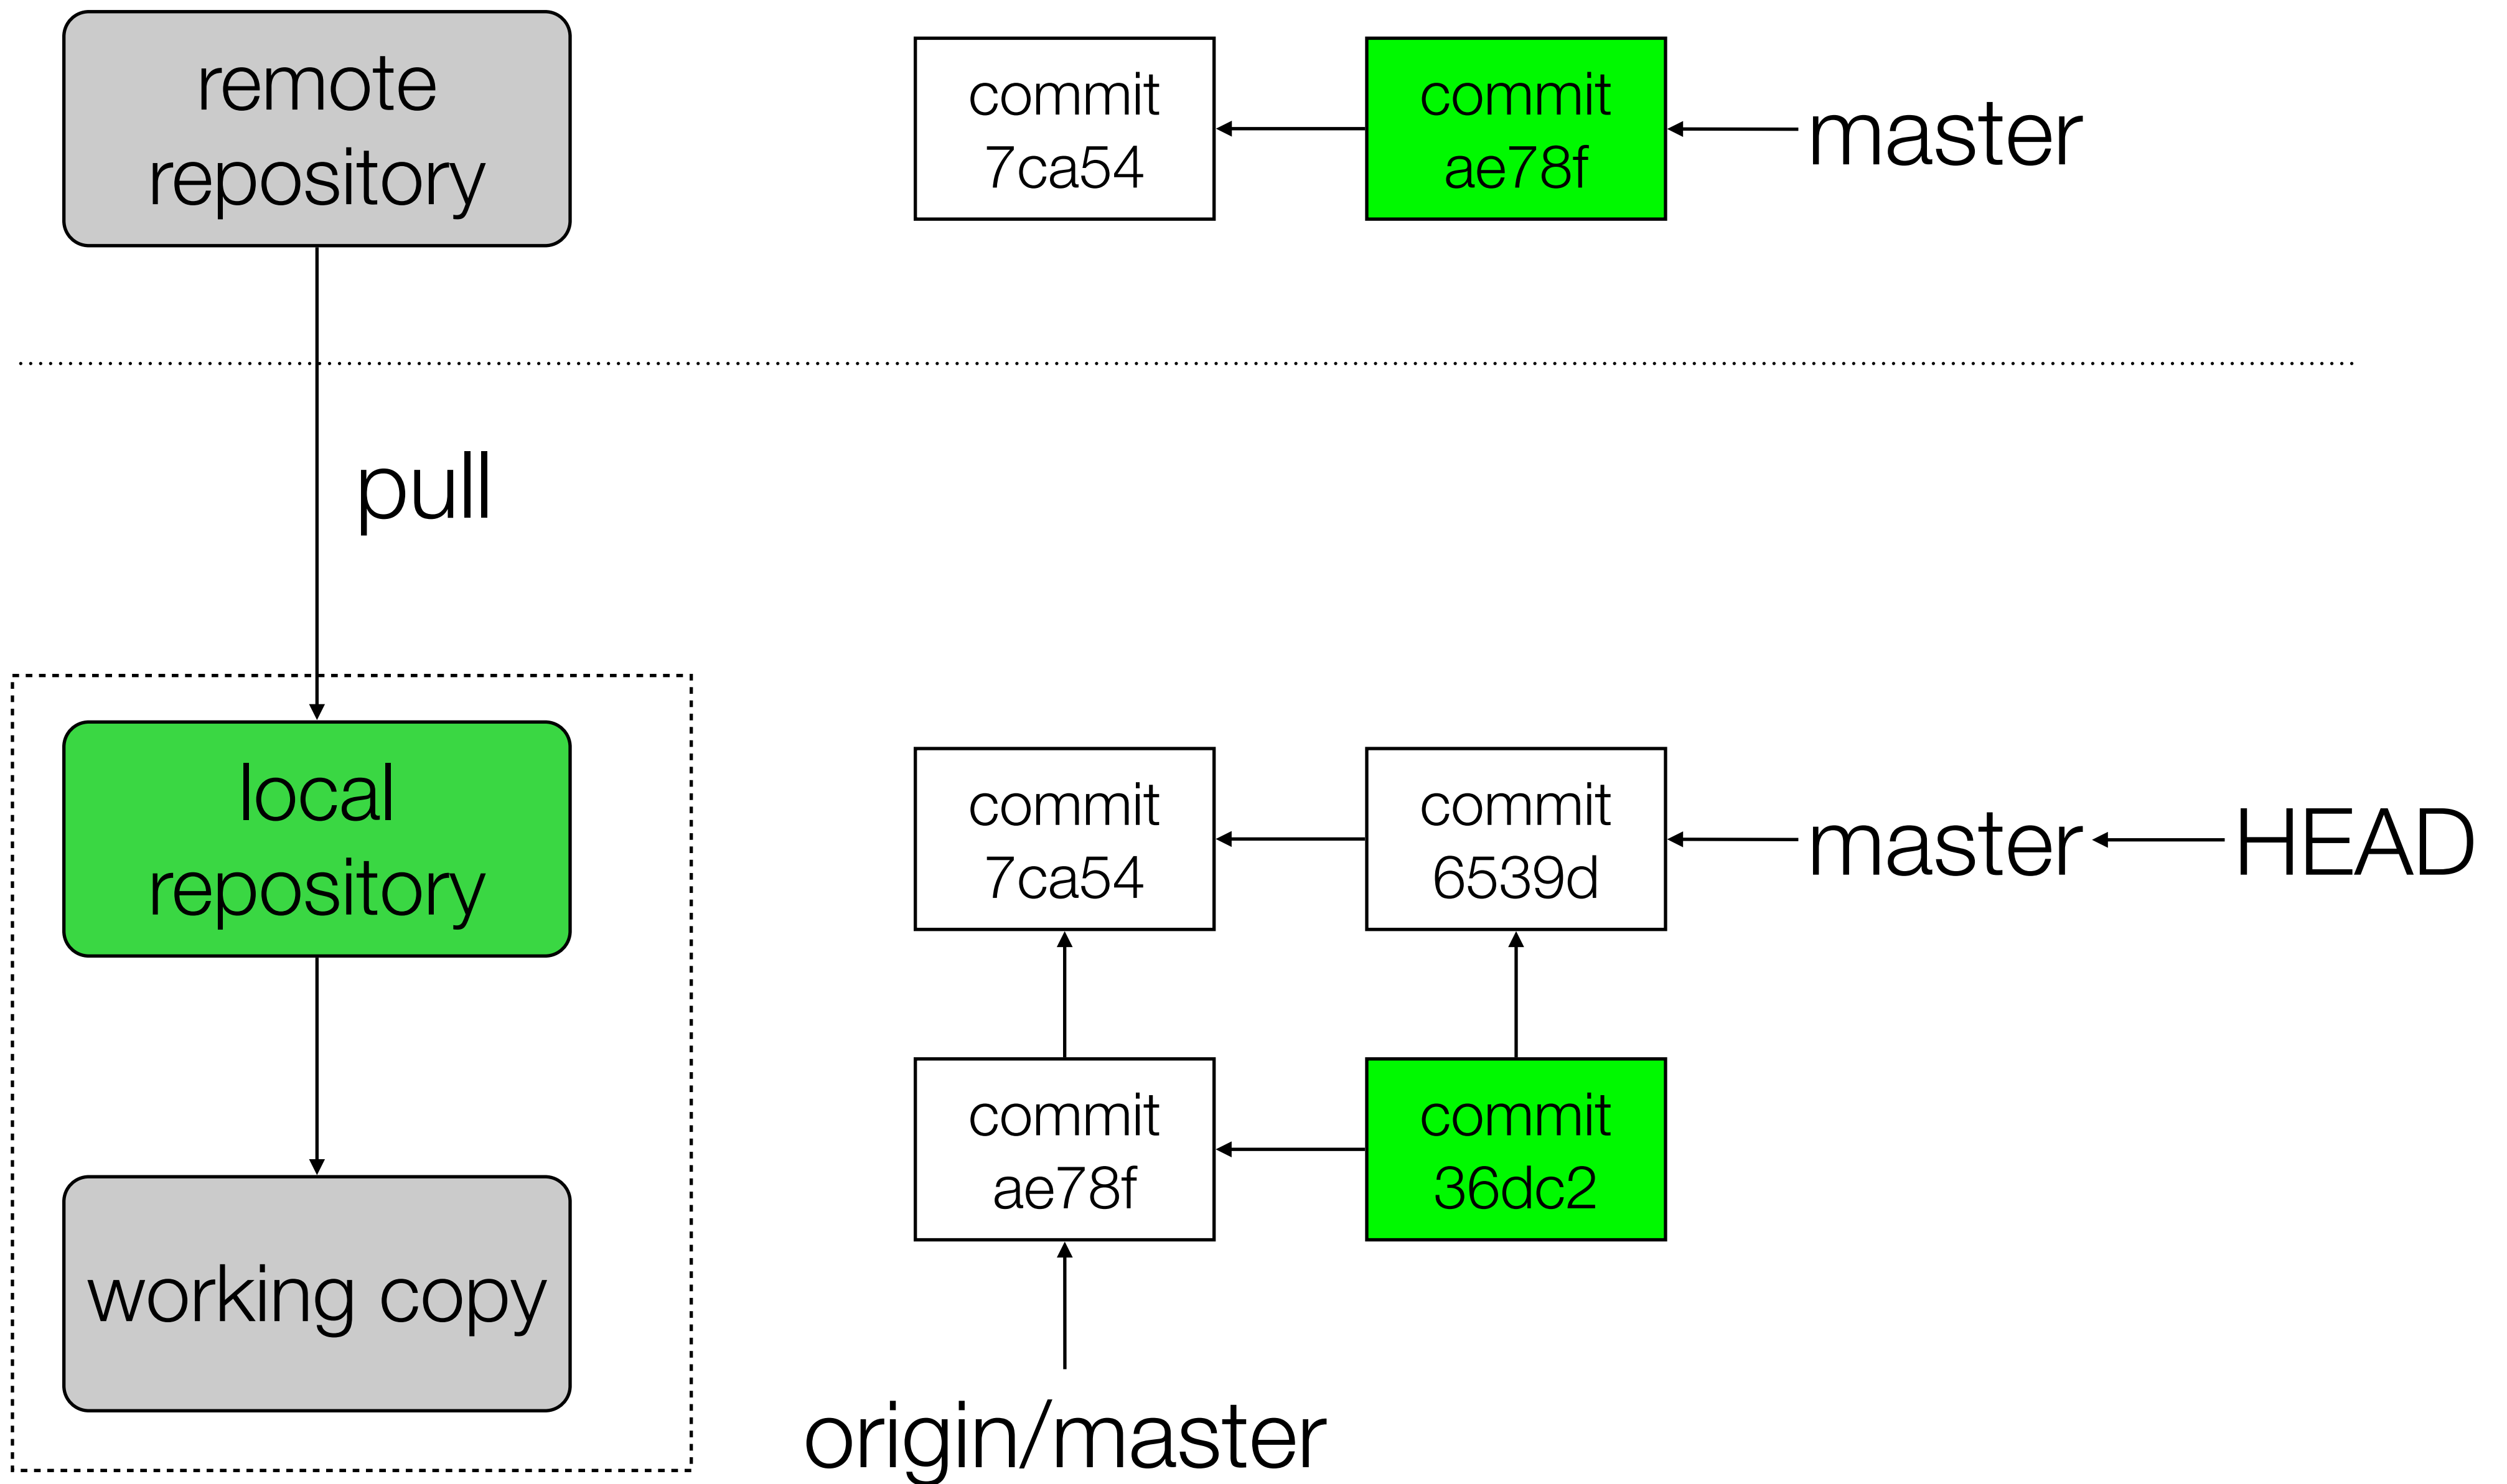 remote
repository
commit
7ca54
commit
ae78f
master
pull
local
repository
commit
7ca54
commit
6539d
master
HEAD
commit
ae78f
commit
36dc2
working copy
origin/master